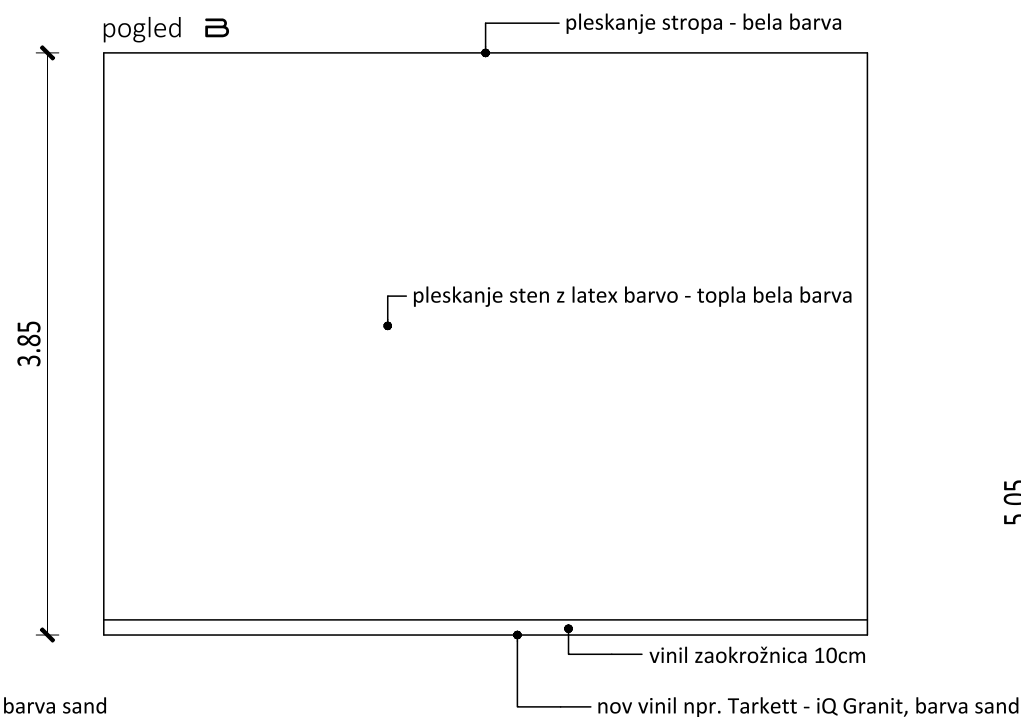 pogled B
pleskanje stropa - bela barva
pleskanje sten z latex barvo - topla bela barva
3.85
5.05
vinil zaokrožnica 10cm
barva sand
nov vinil npr. Tarkett - iQ Granit, barva sand